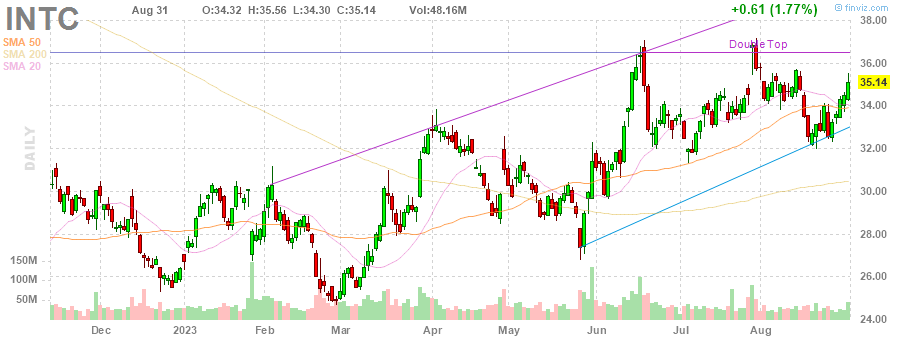 INTC
Aug 31 O:34.32 H:35.56 L:34.30 C:35.14 Vol:48.16M
+0.61 (1.77%)
finviz.com
SMA 50
SMA 200
SMA 20
DAILY
Double Top
38.00
36.00
35.14
34.00
32.00
30.00
28.00
26.00
24.00
150M
100M
50M
Dec 2023 Feb Mar Apr May Jun Jul Aug